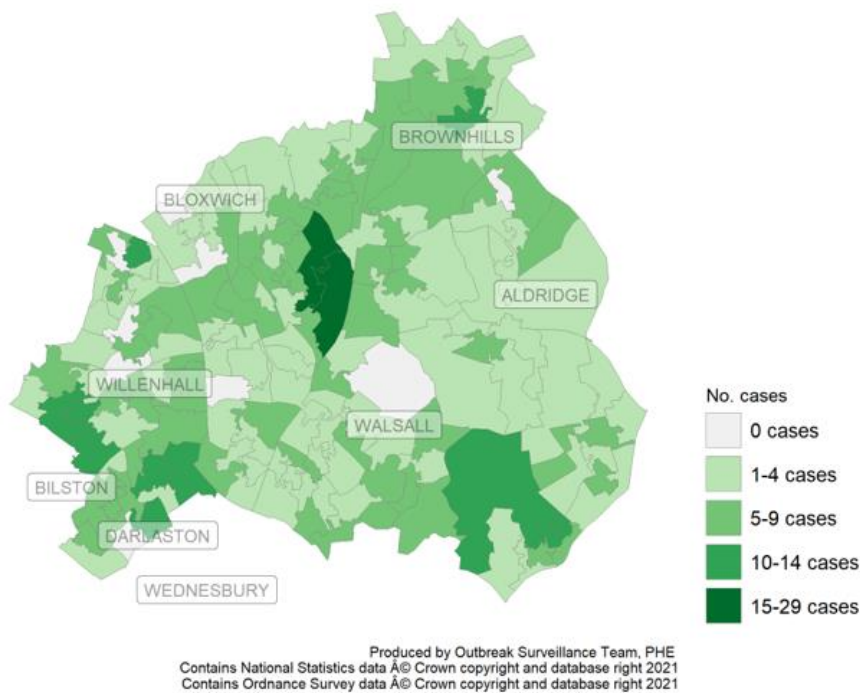 BROWNHILLS
BLOXWICH
ALDRIDGE
WILLENHALL
WALSALL
BILSTON
DARLASTON
WEDNESBURY
No. cases
0 cases
1-4 cases
5-9 cases
10-14 cases
15-29 cases
Produced by Outbreak Surveillance Team, PHE
Contains National Statistics data Â© Crown copyright and database right 2021
Contains Ordnance Survey data Â© Crown copyright and database right 2021